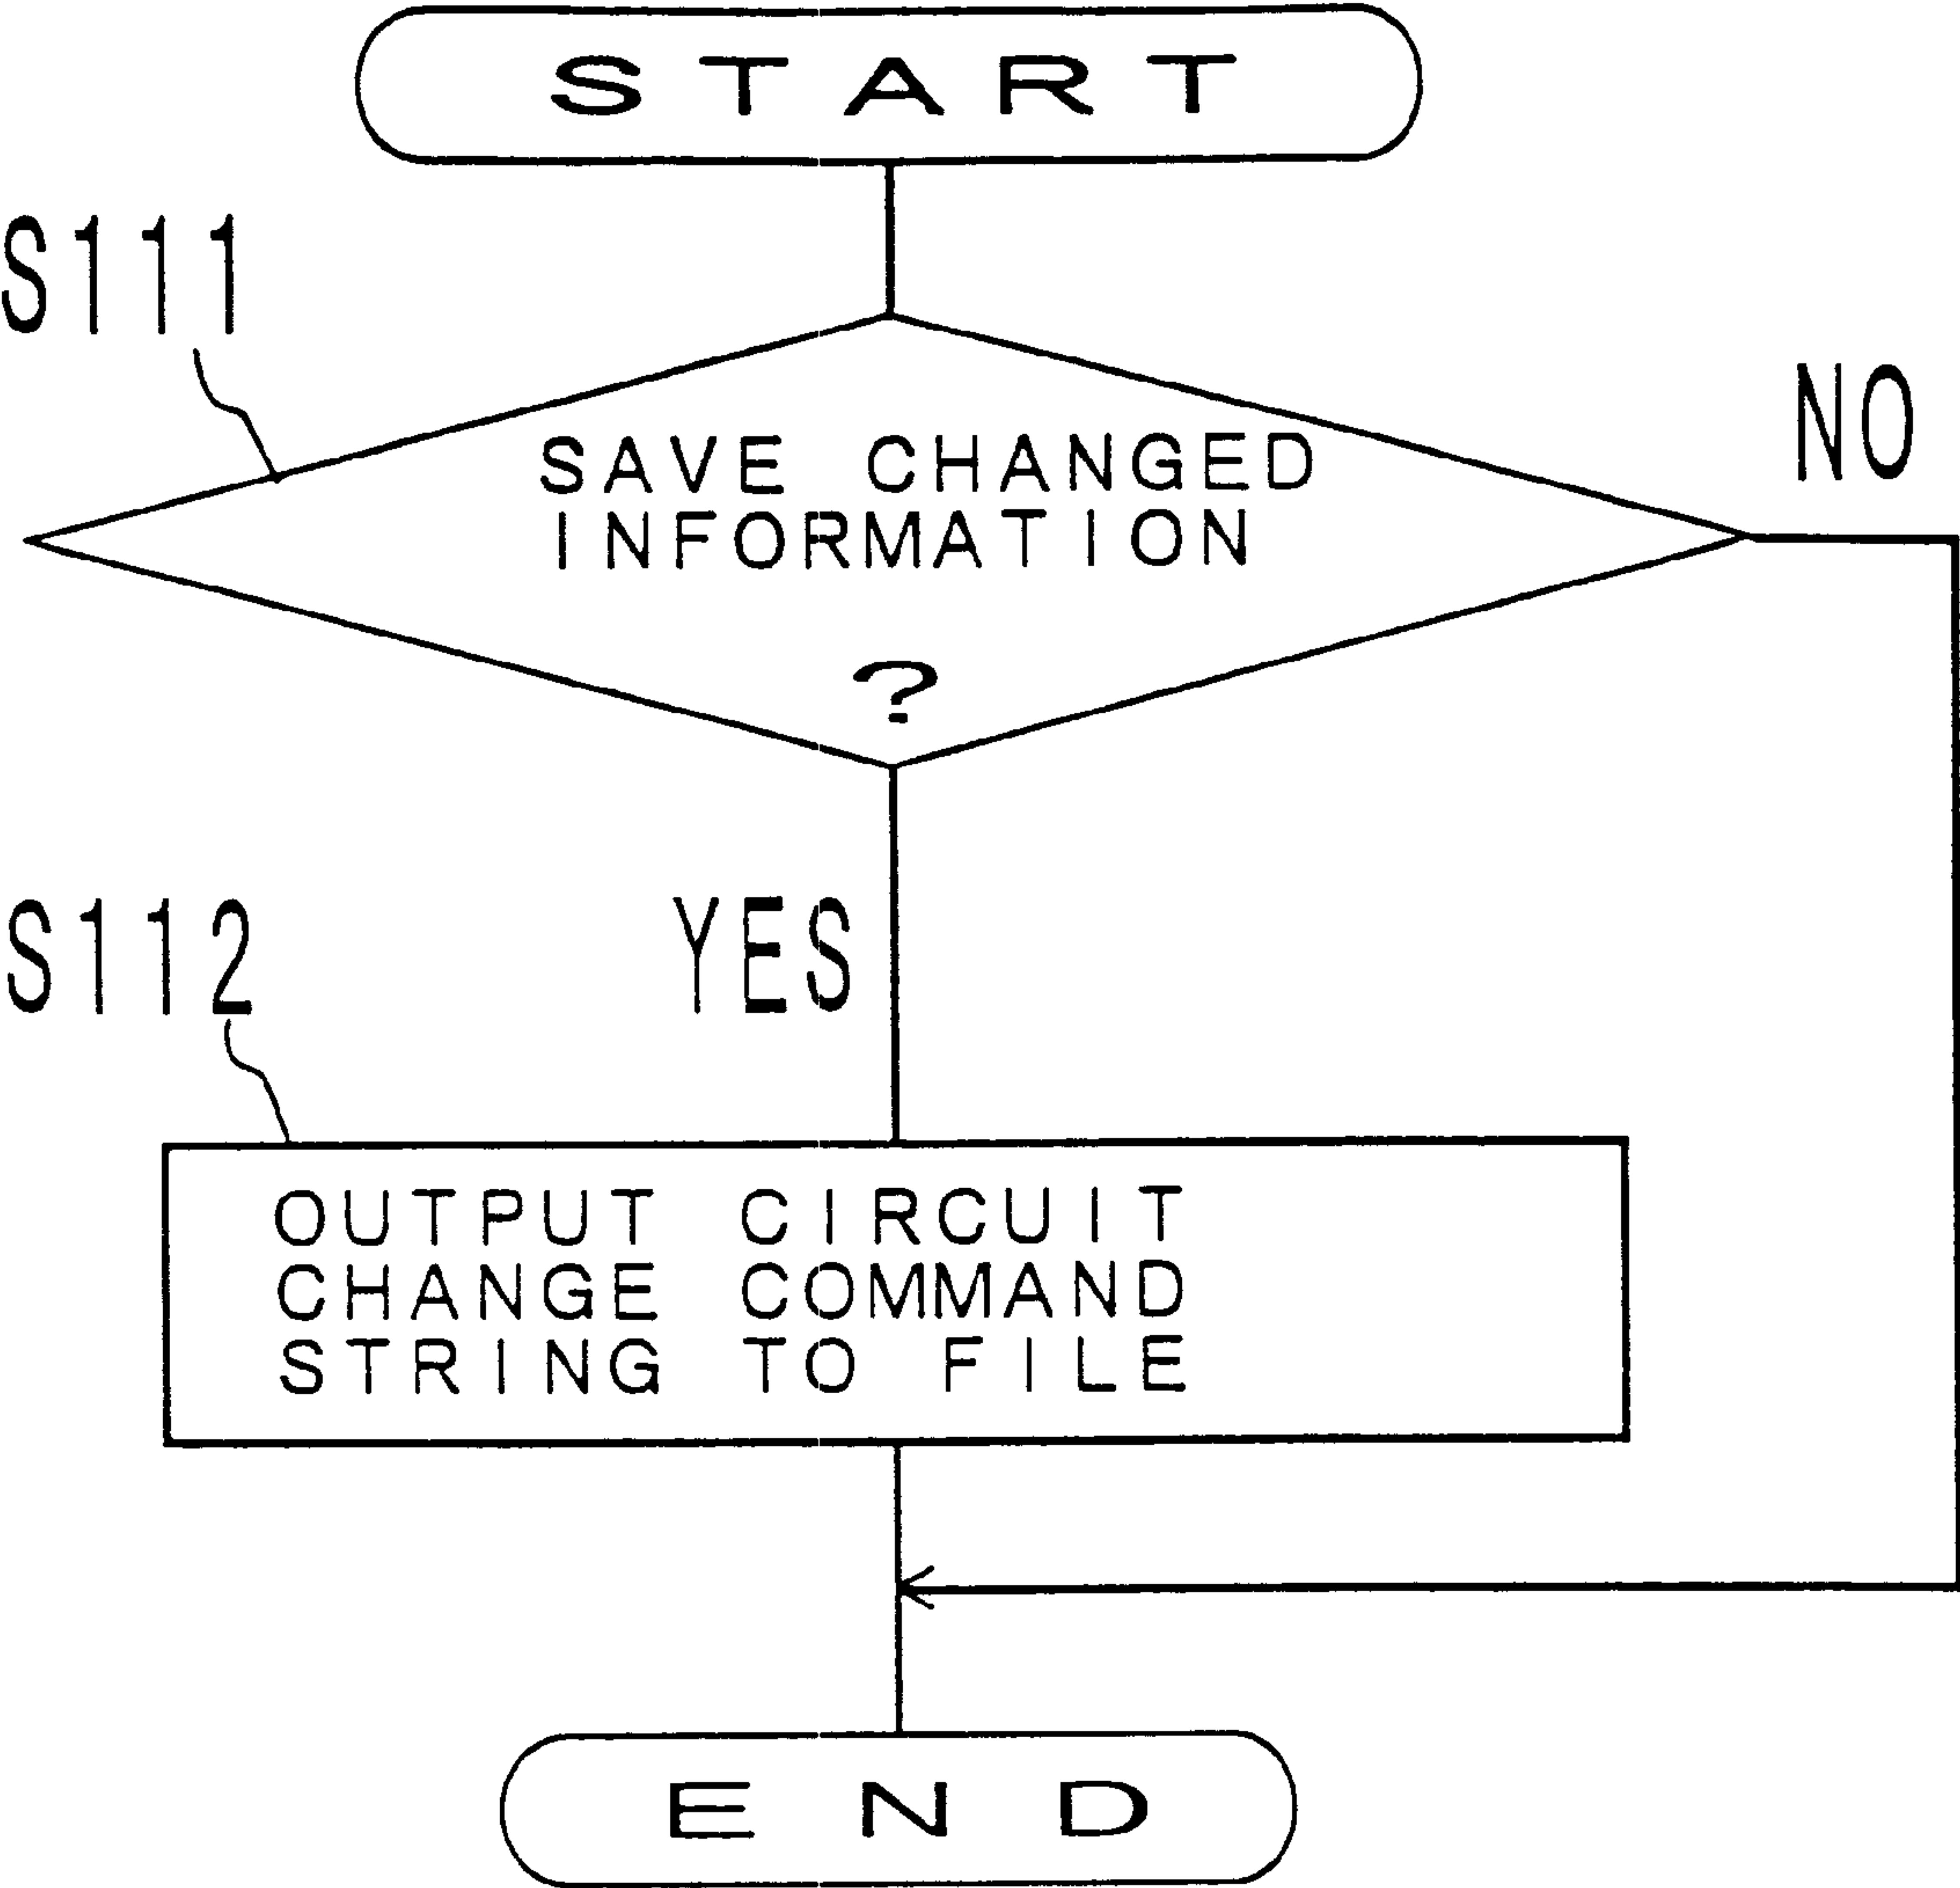 START
S111
NO
SAVE CHANGED
INFORMATION
?
S112
YES
OUTPUT CIRCUIT
CHANGE COMMAND
STRING TO FILE
END